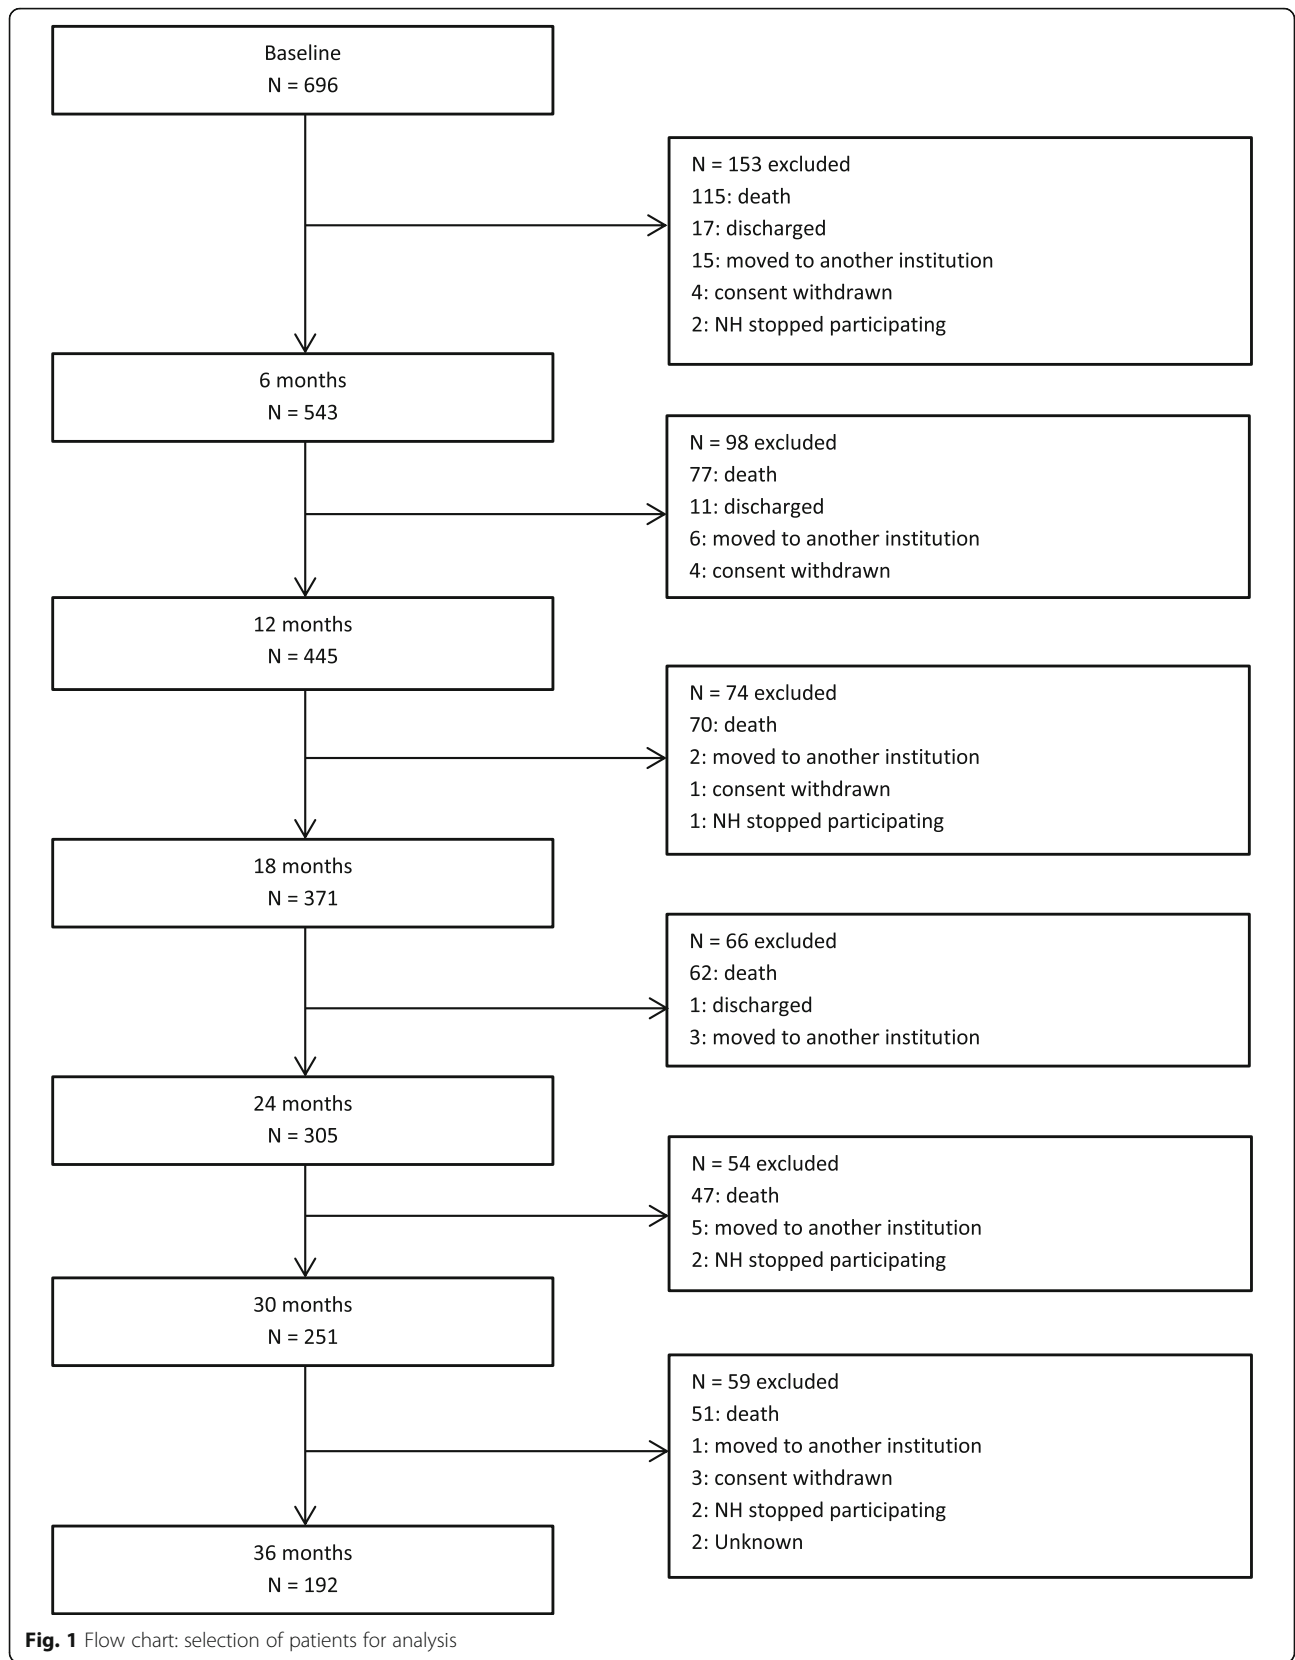 Baseline
N = 696
N = 153 excluded
115: death
17: discharged
15: moved to another institution
4: consent withdrawn
2: NH stopped participating
6 months
N = 543
N = 98 excluded
77: death
11: discharged
6: moved to another institution
4: consent withdrawn
12 months
N = 445
N = 74 excluded
70: death
2: moved to another institution
1: consent withdrawn
1: NH stopped participating
18 months
N = 371
N = 66 excluded
62: death
1: discharged
3: moved to another institution
24 months
N = 305
N = 54 excluded
47: death
5: moved to another institution
2: NH stopped participating
30 months
N = 251
N = 59 excluded
51: death
1: moved to another institution
3: consent withdrawn
2: NH stopped participating
2: Unknown
36 months
N = 192
Fig. 1 Flow chart: selection of patients for analysis